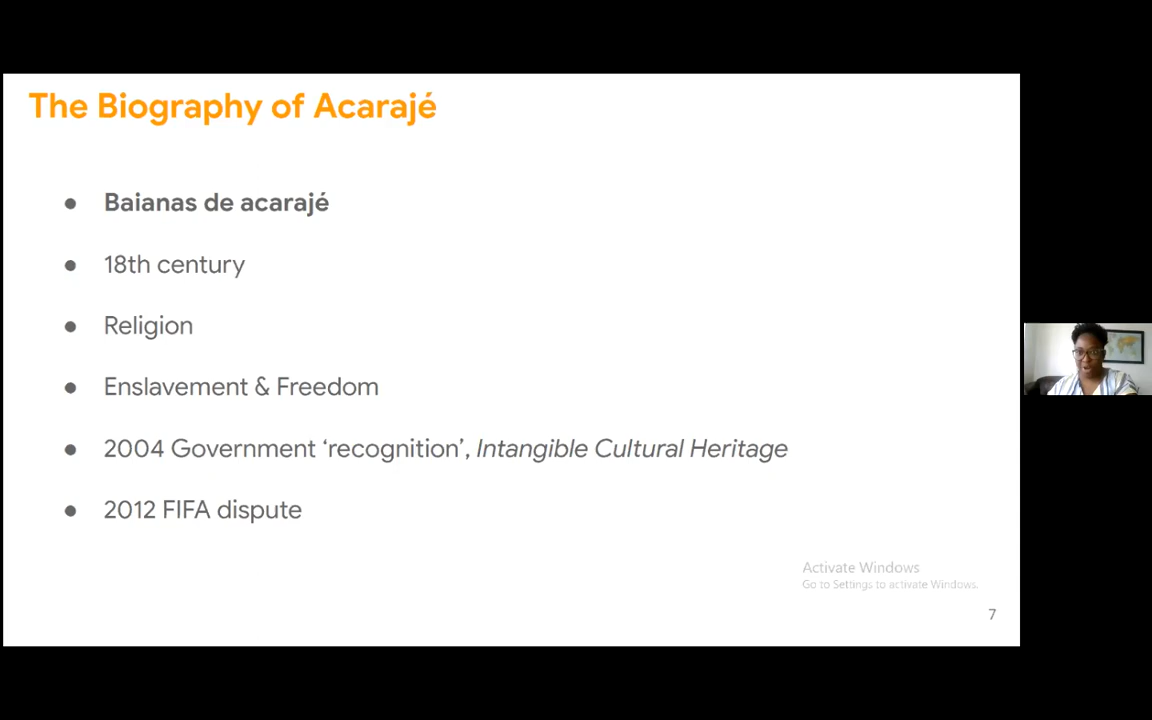 The Biography of Acarajé
● Baianas de acarajé
● 18th century
● Religion
● Enslavement & Freedom
● 2004 Government ‘recognition’, Intangible Cultural Heritage
● 2012 FIFA dispute
Activate Windows
Go to Settings to activate Windows.
7